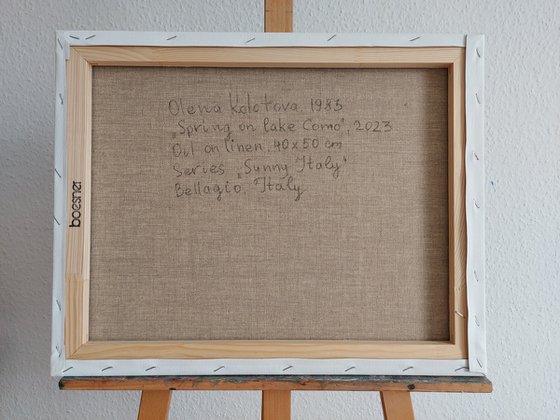 Olena Kolotova, 1983
„Spring on lake Como", 2023
Oil on linen, 40x50 cm
Series „Sunny Italy"
Bellagio, Italy
boesner